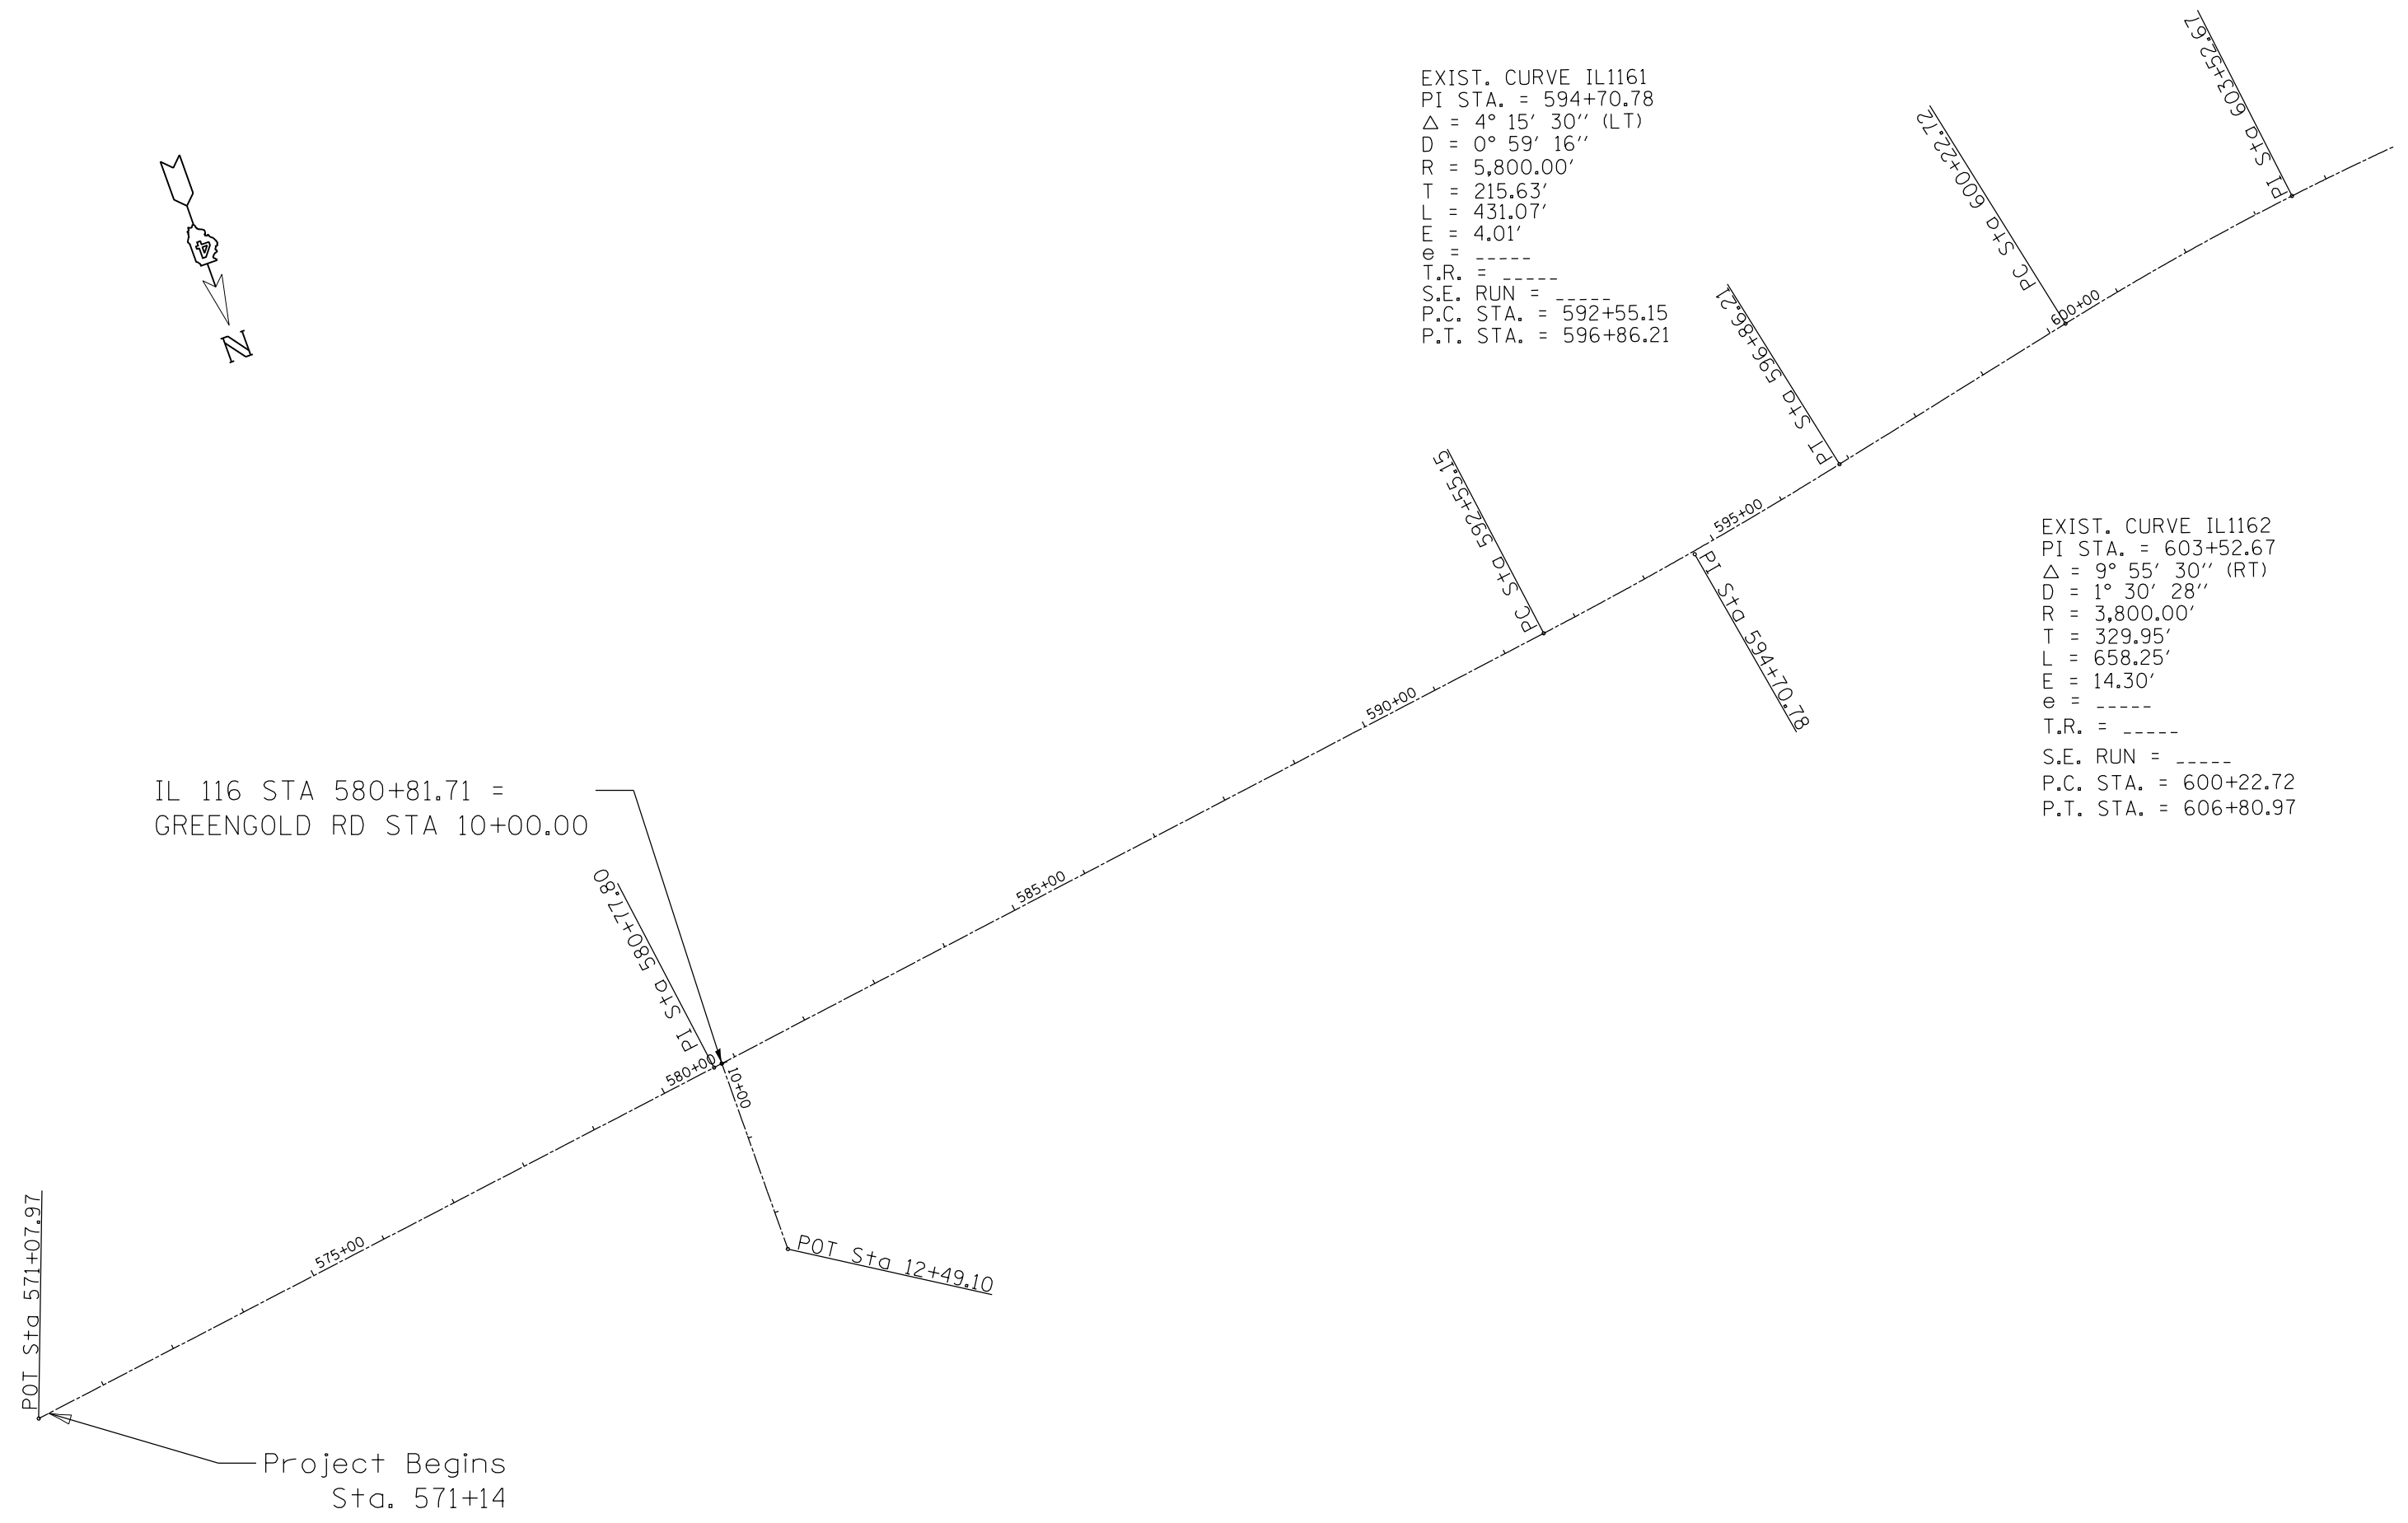 PI Sta 603+52.67
EXIST. CURVE IL1161
PI STA. = 594+70.78
△ = 4° 15' 30'' (LT)
D = 0° 59' 16''
R = 5,800.00'
T = 215.63'
L = 431.07'
E = 4.01'
e = _____
T.R. = _____
S.E. RUN = _____
P.C. STA. = 592+55.15
P.T. STA. = 596+86.21
PC Sta 600+22.72
4
N
600+00
PT Sta 596+86.21
PC Sta 592+55.15
595+00
PI Sta 594+70.78
EXIST. CURVE IL1162
PI STA. = 603+52.67
△ = 9° 55' 30'' (RT)
D = 1° 30' 28''
R = 3,800.00'
T = 329.95'
L = 658.25'
E = 14.30'
e = _____
T.R. = _____
S.E. RUN = _____
P.C. STA. = 600+22.72
P.T. STA. = 606+80.97
590+00
IL 116 STA 580+81.71 =
GREENGOLD RD STA 10+00.00
585+00
PI Sta 580+77.80
580+00
10+00
575+00
POT Sta 12+49.10
POT Sta 571+07.97
Project Begins
Sta. 571+14